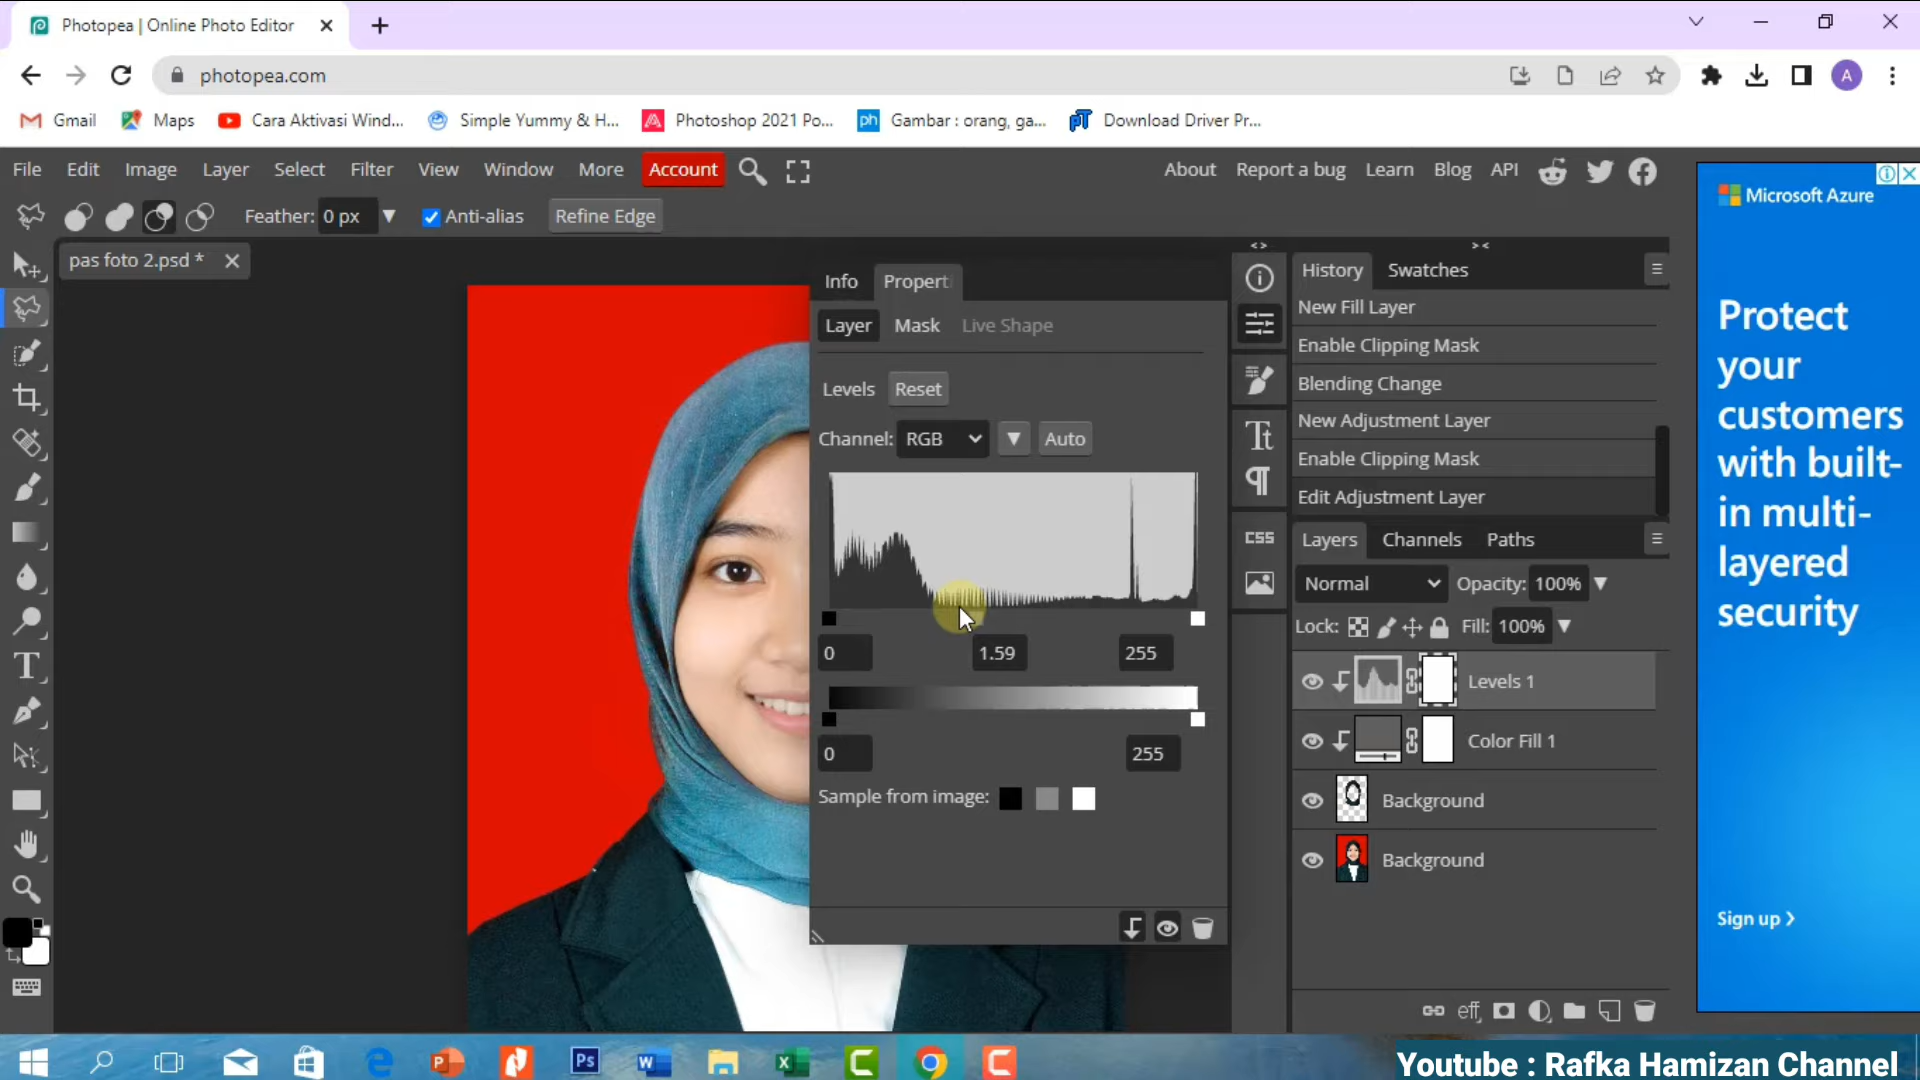 Photopea | Online Photo Editor
photopea.com
Gmail
Maps
Cara Aktivasi Wind...
Simple Yummy & H...
Photoshop 2021 Po...
ph
Gambar : orang, ga...
Download Driver Pr...
A
File
Edit
Image
Layer
Select
Filter
View
Window
More
Account
About
Report a bug
Learn
Blog
API
Feather: 0 px
Anti-alias
Refine Edge
pas foto 2.psd *
Info
Propert
Layer
Mask
Live Shape
Levels
Reset
Channel: RGB
Auto
0
1.59
255
0
255
Sample from image:
CSS
History
Swatches
New Fill Layer
Enable Clipping Mask
Blending Change
New Adjustment Layer
Enable Clipping Mask
Edit Adjustment Layer
Layers
Channels
Paths
Normal
Opacity: 100%
Lock:
Fill: 100%
Levels 1
Color Fill 1
Background
Background
eff
Microsoft Azure
Protect
your
customers
with built-
in multi-
layered
security
Sign up
Ps
Youtube : Rafka Hamizan Channel